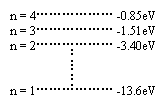 n = 4 -0.85eV
n = 3 -1.51eV
n = 2 -3.40eV
n = 1 -13.6eV